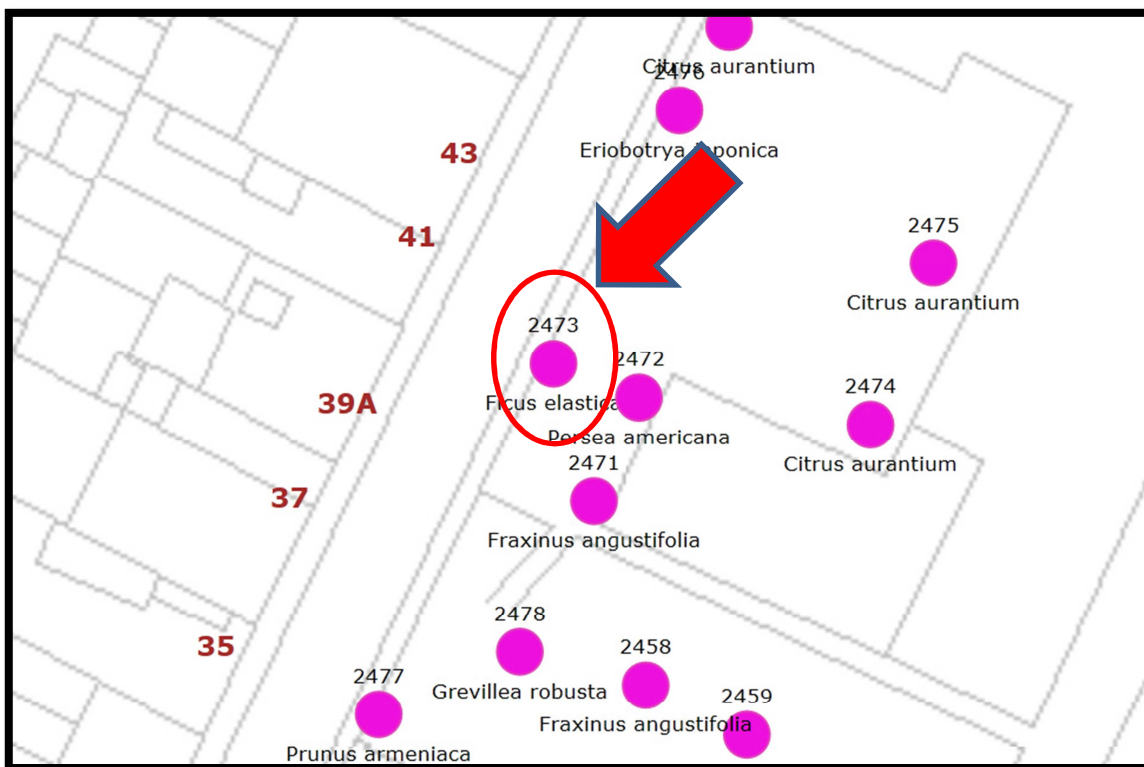 Citrus aurantium
2476
Eriobotrya japonica
43
41
2475
Citrus aurantium
2473
Ficus elastica
2472
Persea americana
39A
2474
Citrus aurantium
2471
Fraxinus angustifolia
37
2478
Grevillea robusta
35
2458
Fraxinus angustifolia
2477
Prunus armeniaca
2459